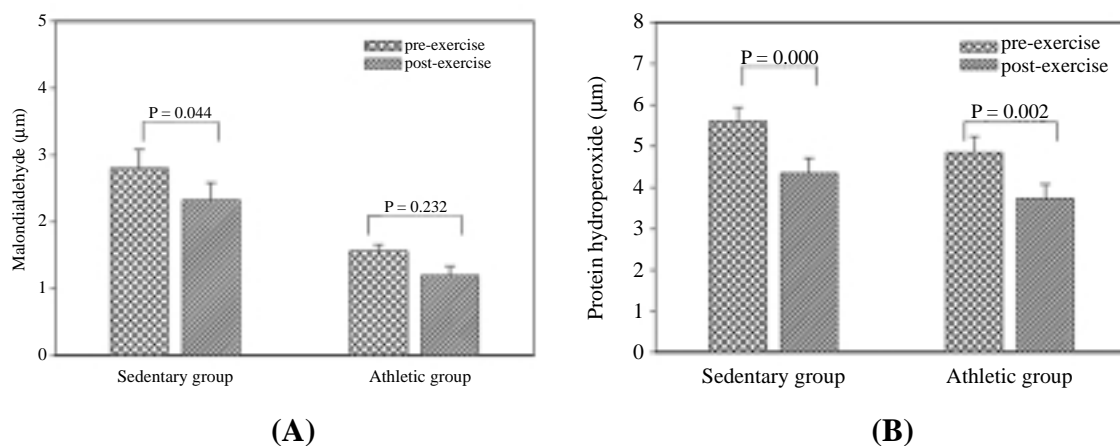 5
4
3
2
1
0
Malondialdehyde (μm)
pre-exercise
post-exercise
P = 0.044
P = 0.232
Sedentary group
Athletic group
(A)
8
7
6
5
4
3
2
1
0
Protein hydroperoxide (μm)
pre-exercise
post-exercise
P = 0.000
P = 0.002
Sedentary group
Athletic group
(B)